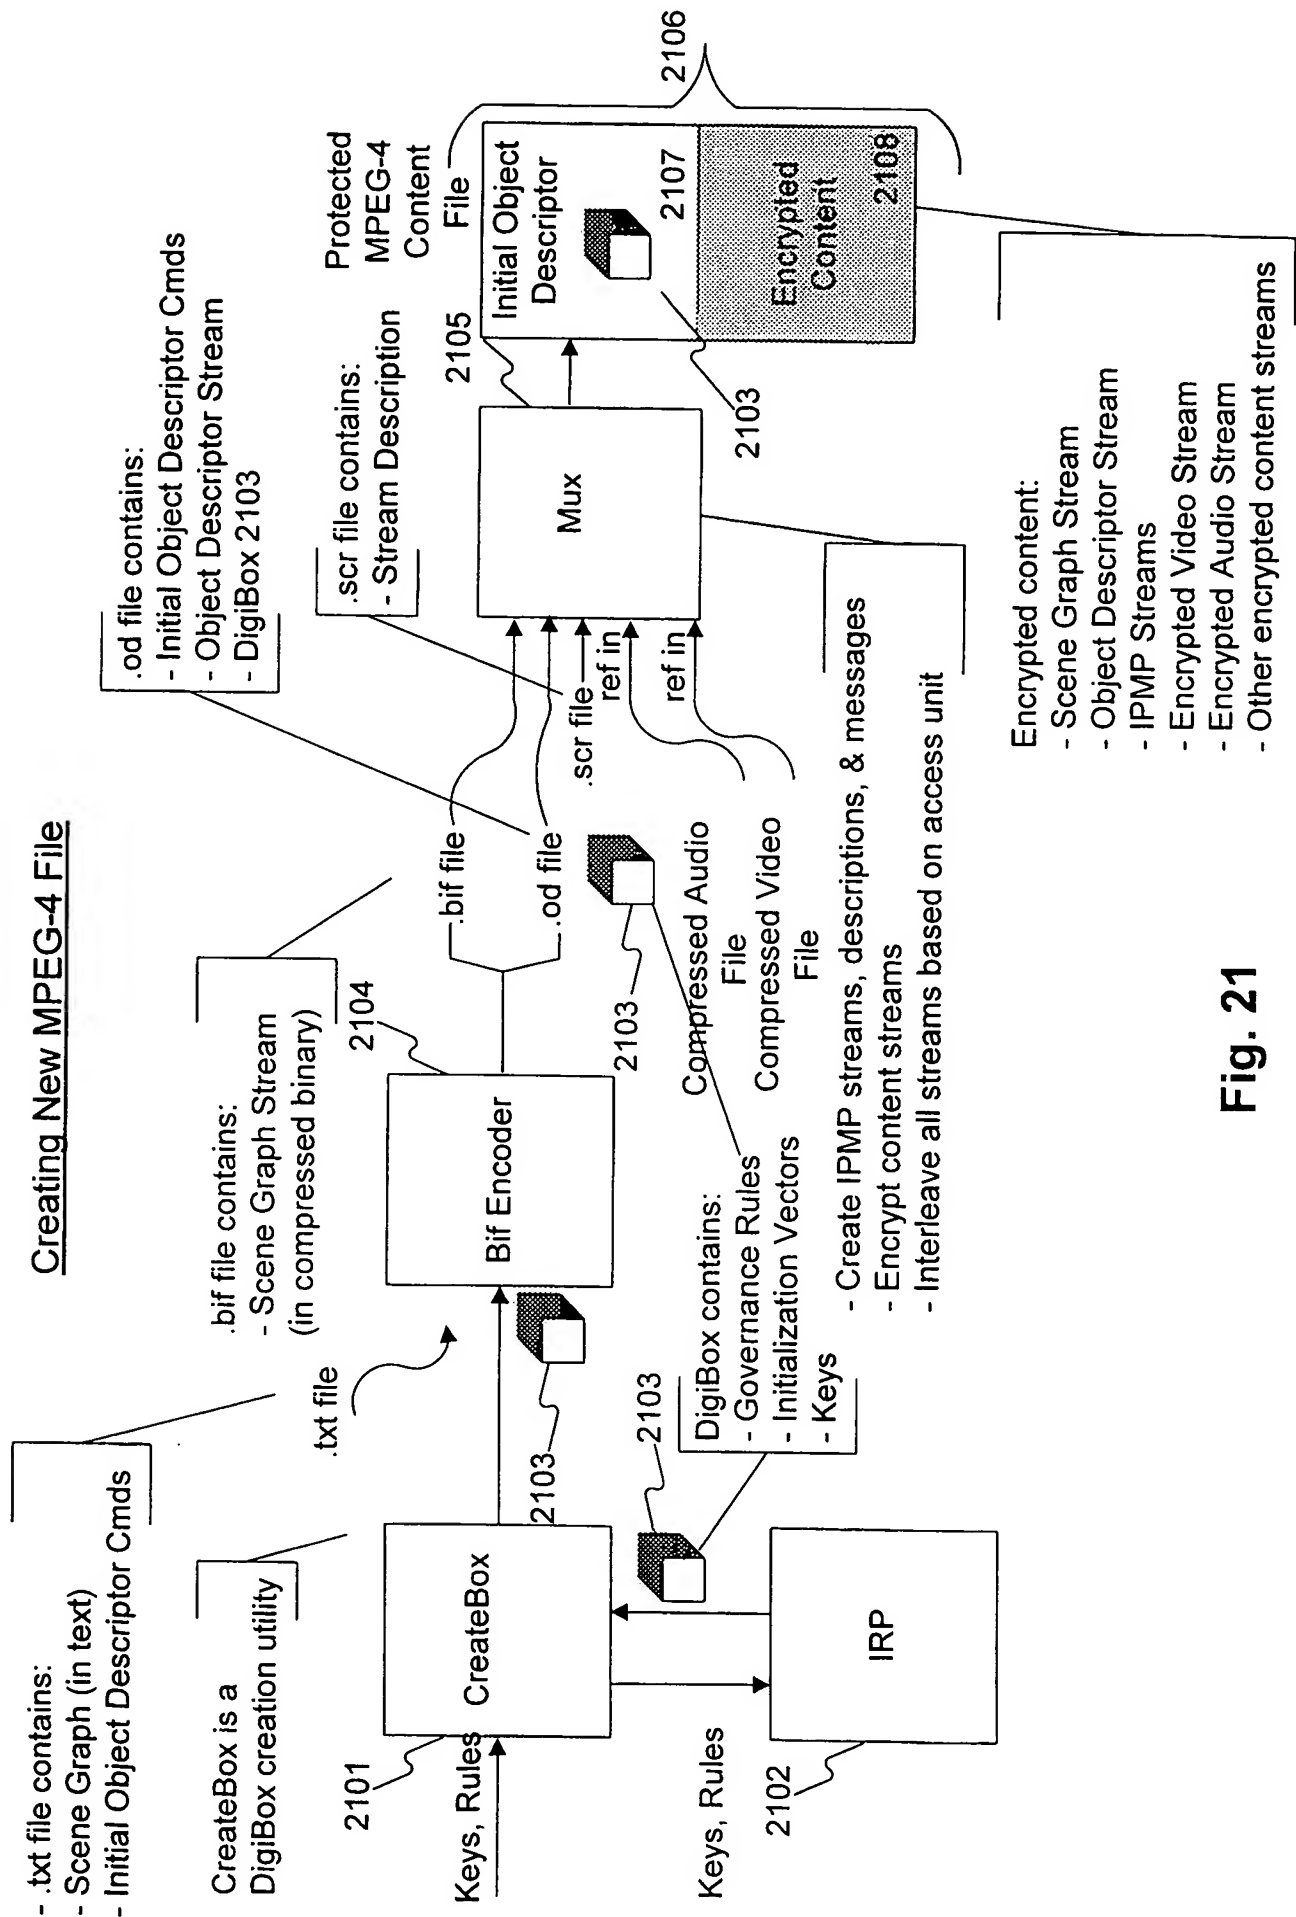 Creating New MPEG-4 File
- .txt file contains:
- Scene Graph (in text)
- Initial Object Descriptor Cmds
CreateBox is a
DigiBox creation utility
2101
Keys, Rules
CreateBox
Keys, Rules
2102
IRP
2103
DigiBox contains:
- Governance Rules
- Initialization Vectors
- Keys
.txt file
2103
.bif file contains:
- Scene Graph Stream
(in compressed binary)
2104
Bif Encoder
.bif file
.od file
2103
.od file contains:
- Initial Object Descriptor Cmds
- Object Descriptor Stream
- DigiBox 2103
.scr file contains:
- Stream Description
.scr file
ref in
ref in
Compressed Audio
File
Compressed Video
File
2105
Mux
- Create IPMP streams, descriptions, & messages
- Encrypt content streams
- Interleave all streams based on access unit
Protected
MPEG-4
Content
File
2106
Initial Object
Descriptor
2107
2103
Encrypted
Content
2108
Encrypted content:
- Scene Graph Stream
- Object Descriptor Stream
- IPMP Streams
- Encrypted Video Stream
- Encrypted Audio Stream
- Other encrypted content streams
Fig. 21